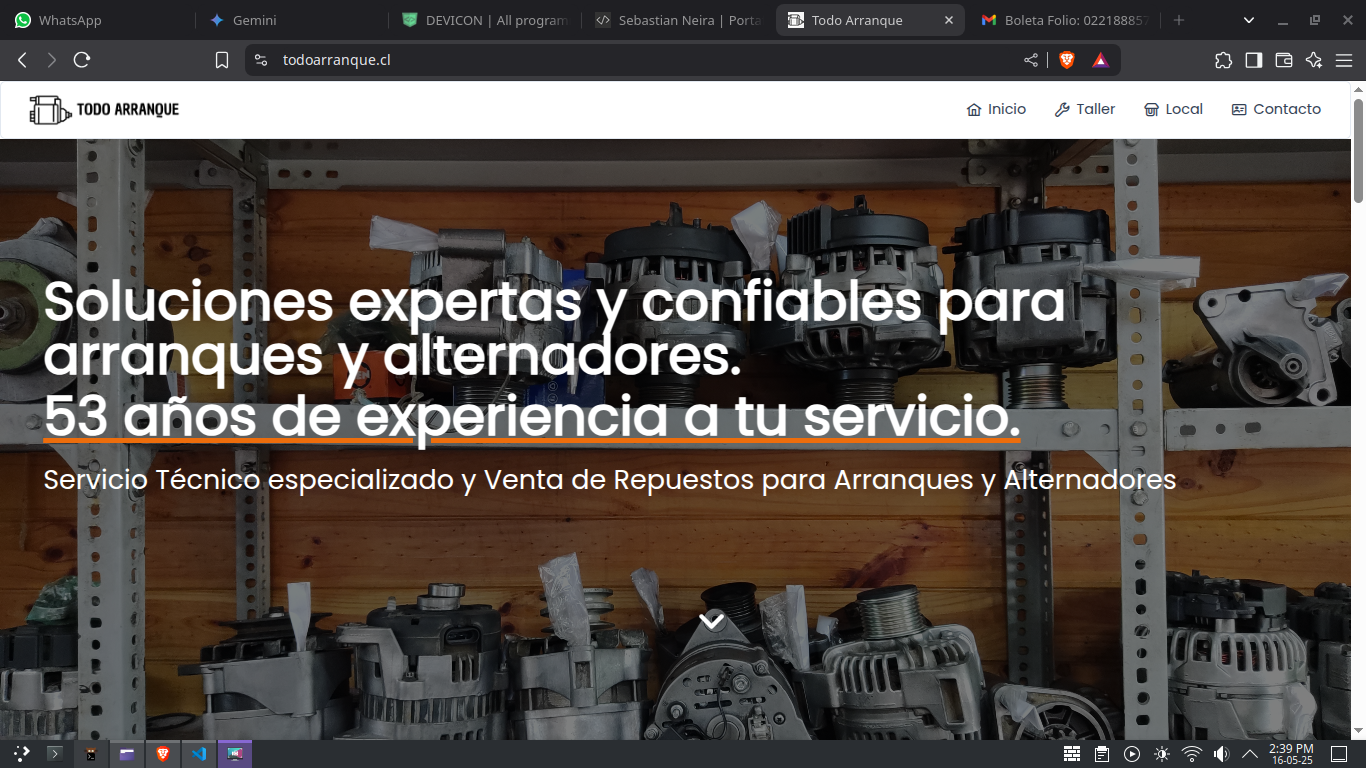 WhatsApp
Gemini
DEVICON | All program
Sebastian Neira | Porta
Todo Arranque
Boleta Folio: 022188857
todoarranque.cl
TODO ARRANQUE
Inicio
Taller
Local
Contacto
Soluciones expertas y confiables para
arranques y alternadores.
53 años de experiencia a tu servicio.
Servicio Técnico especializado y Venta de Repuestos para Arranques y Alternadores
2:39 PM
16-05-25